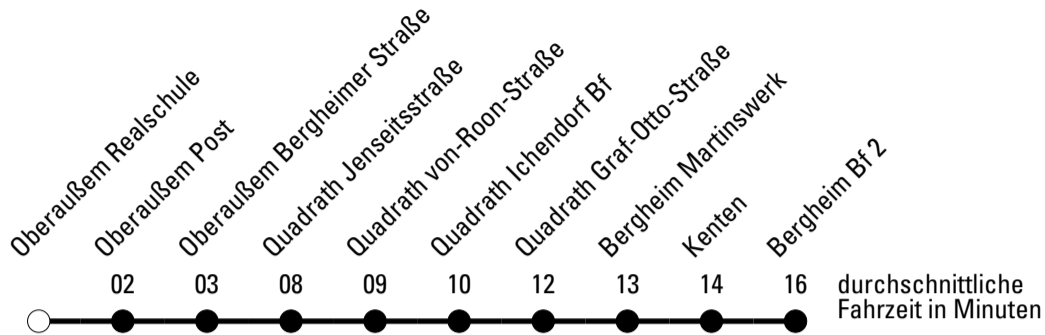 Oberaußem Realschule
Oberaußem Post
Oberaußem Bergheimer Straße
Quadrath Jenseitsstraße
Quadrath von-Roon-Straße
Quadrath Ichendorf Bf
Quadrath Graf-Otto-Straße
Bergheim Martinswerk
Kenten
Bergheim Bf 2
02 03 08 09 10 12 13 14 16 durchschnittliche
Fahrzeit in Minuten